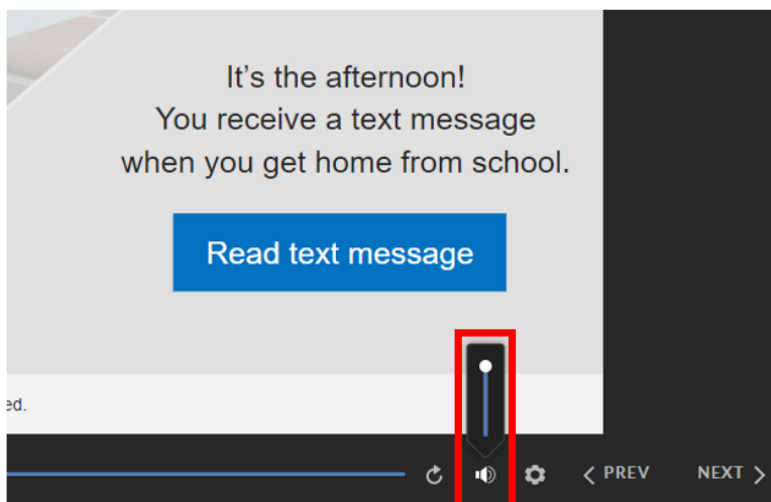 It's the afternoon!
You receive a text message
when you get home from school.
Read text message
ed.
PREV NEXT